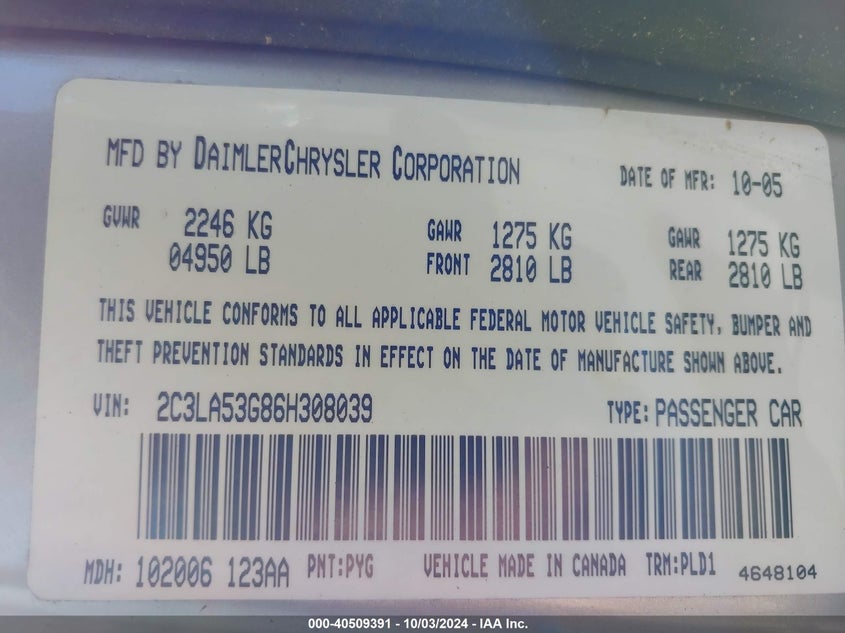 MFD BY DAIMLERCHRYSLER CORPORATION DATE OF MFR: 10-05
GVWR 2246 KG GAWR 1275 KG GAWR 1275 KG
04950 LB FRONT 2810 LB REAR 2810 LB
THIS VEHICLE CONFORMS TO ALL APPLICABLE FEDERAL MOTOR VEHICLE SAFETY, BUMPER AND
THEFT PREVENTION STANDARDS IN EFFECT ON THE DATE OF MANUFACTURE SHOWN ABOVE.
VIN: 2C3LA53G86H308039 TYPE: PASSENGER CAR
MDH: 102006 123AA PNT:PYG VEHICLE MADE IN CANADA TRM:PLD1 4648104
000-40509391 - 10/03/2024 - IAA Inc.